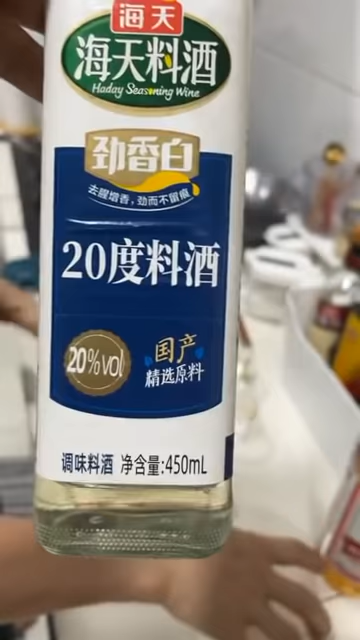 海天
海天料酒
Haday Seasoning Wine
劲香白
去腥增香，劲而不留痕
20度料酒
20%vol
国产
精选原料
调味料酒 净含量:450mL